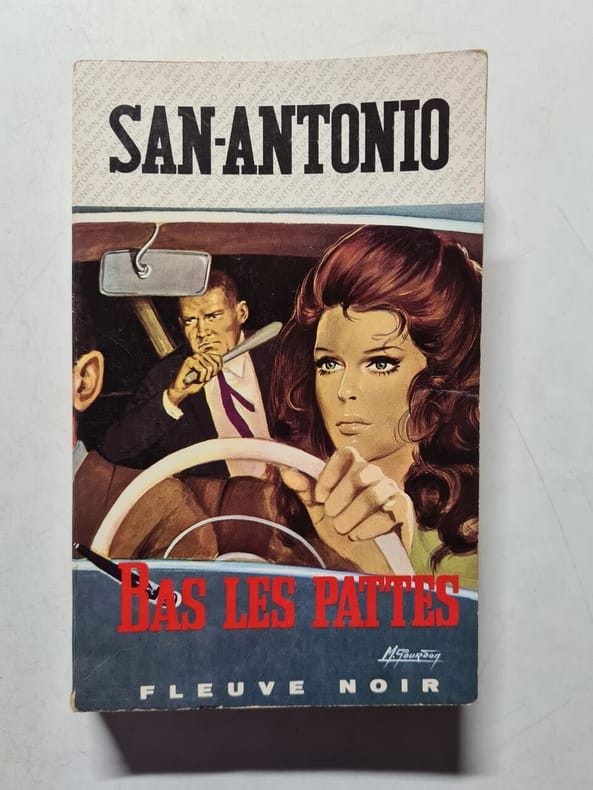 SAN-ANTONIO
BAS LES PATTES
M. Gourdon
FLEUVE NOIR